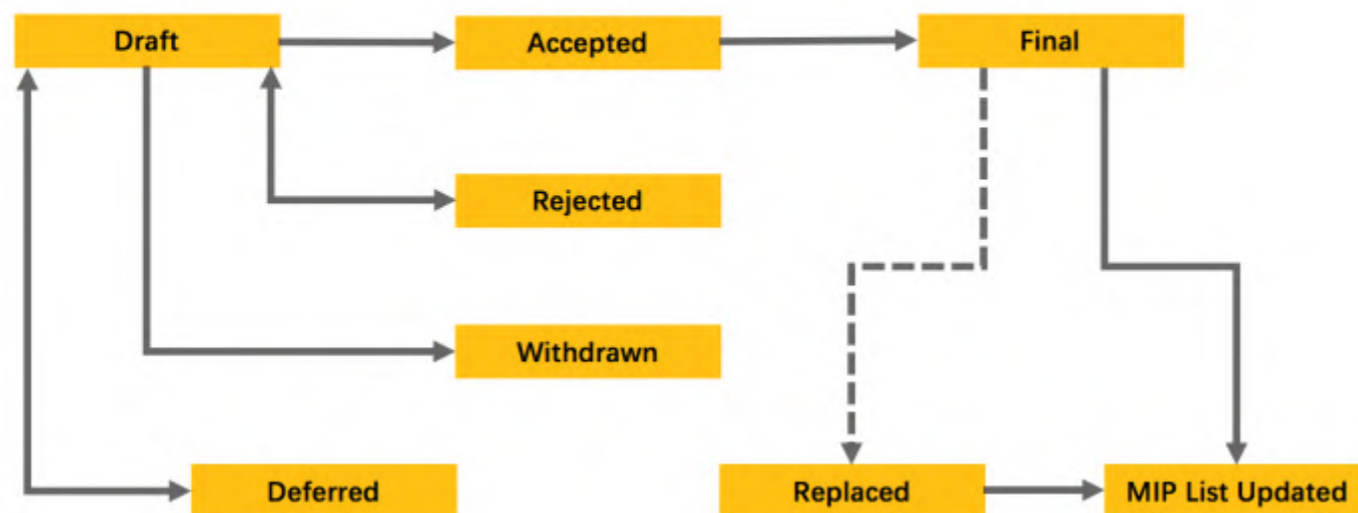 Draft
Accepted
Final
Rejected
Withdrawn
Deferred
Replaced
MIP List Updated